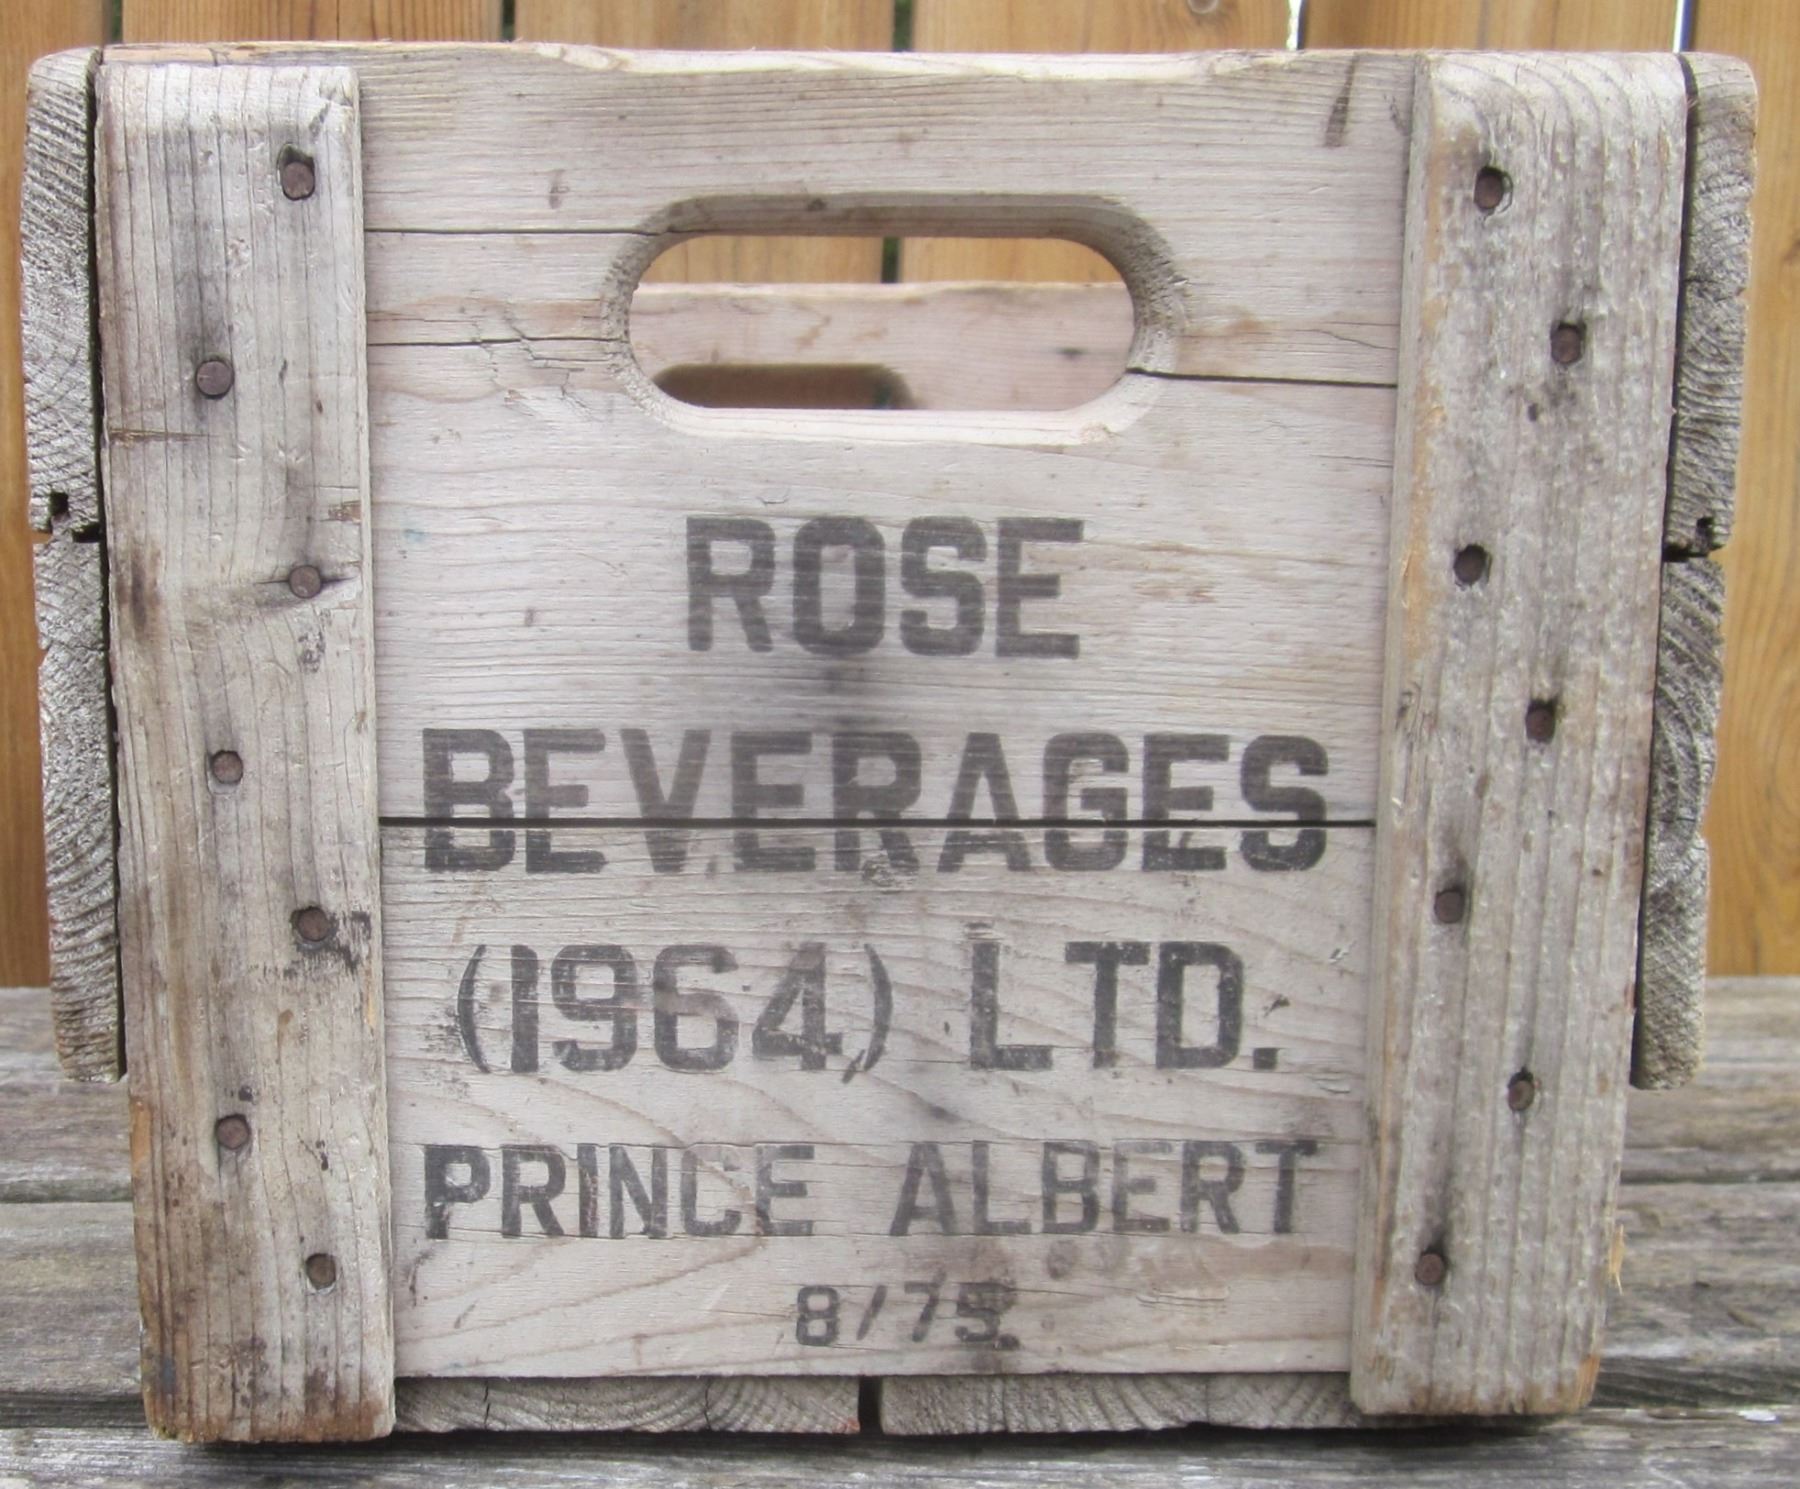 ROSE
BEVERAGES
(1964) LTD.
PRINCE ALBERT
8/75